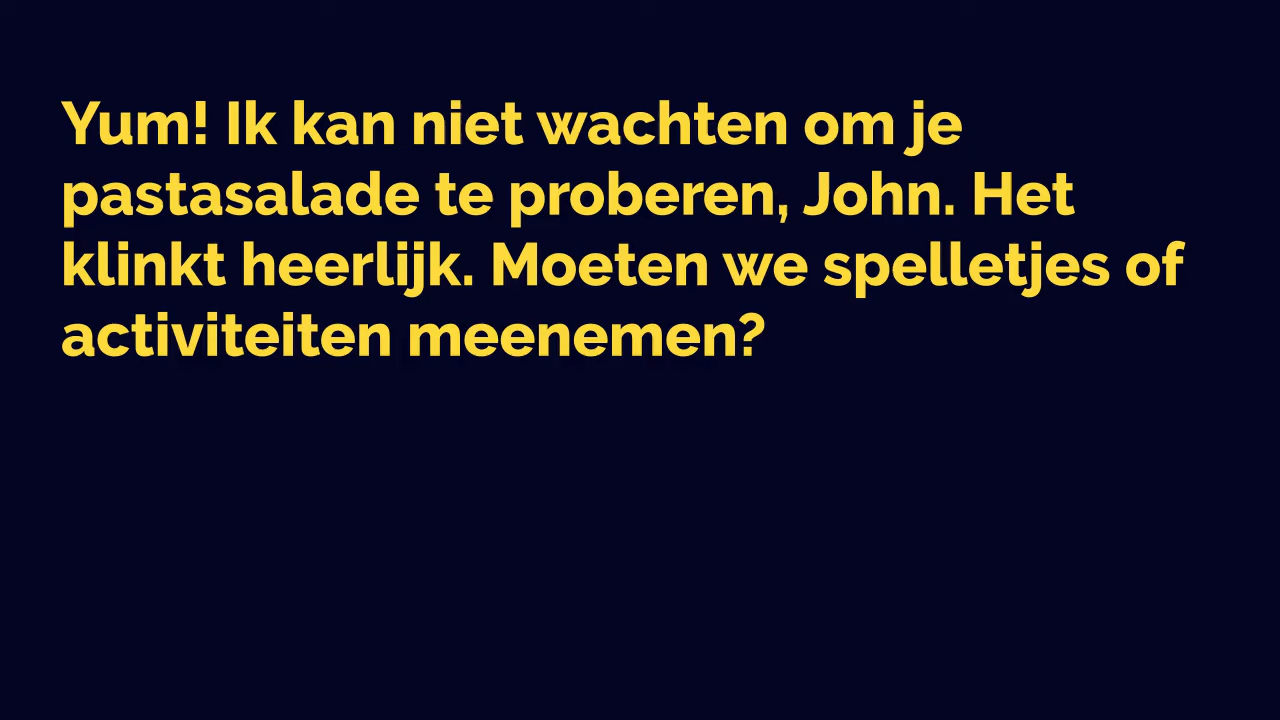 Yum! Ik kan niet wachten om je
pastasalade te proberen, John. Het
klinkt heerlijk. Moeten we spelletjes of
activiteiten meenemen?